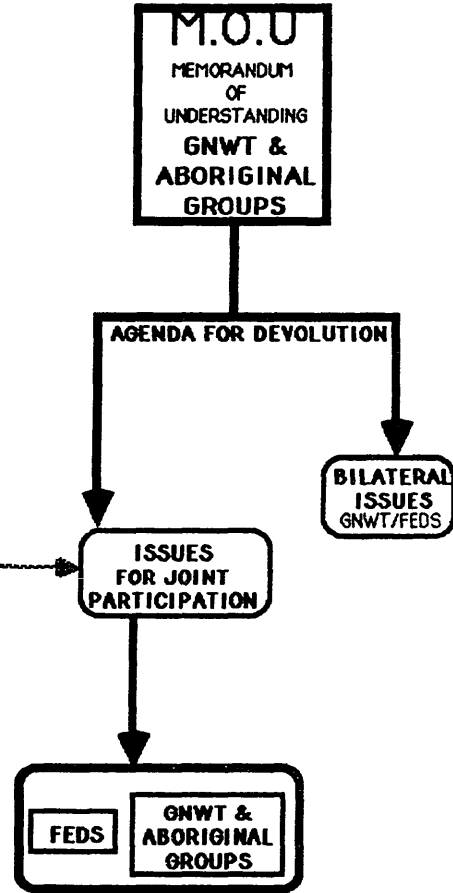 M.O.U
MEMORANDUM
OF
UNDERSTANDING
GNWT &
ABORIGINAL
GROUPS
AGENDA FOR DEVOLUTION
BILATERAL
ISSUES
GNWT/FEDS
ISSUES
FOR JOINT
PARTICIPATION
FEDS
GNWT &
ABORIGINAL
GROUPS